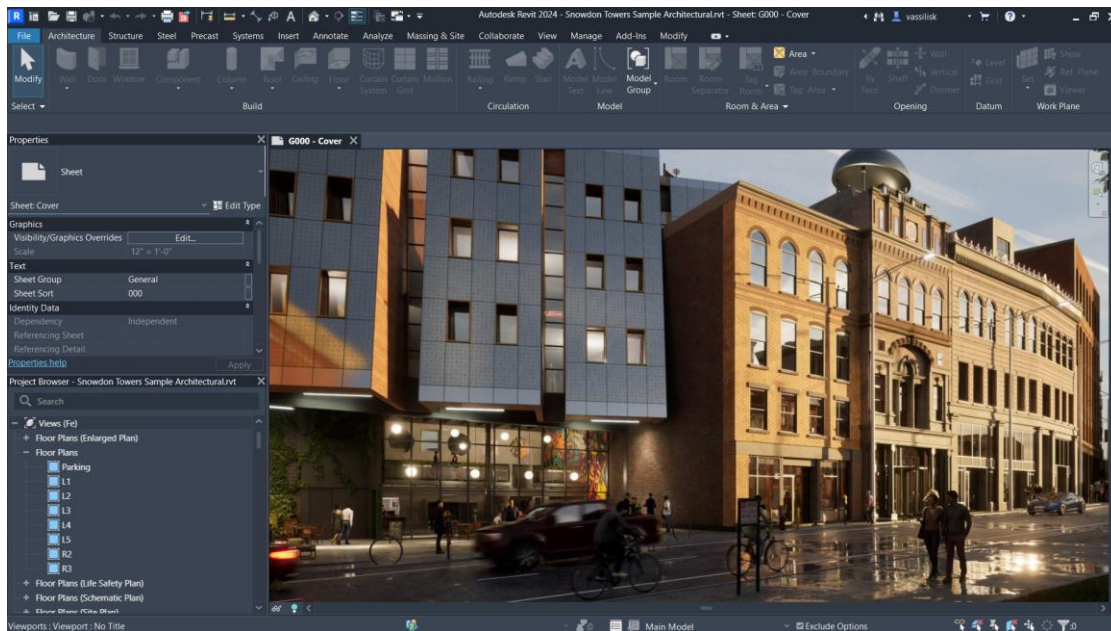 Autodesk Revit 2024 - Snowdon Towers Sample Architectural.rvt - Sheet: G000 - Cover
vassilisk
File Architecture Structure Steel Precast Systems Insert Annotate Analyze Massing & Site Collaborate View Manage Add-Ins Modify
Modify
Wall Door Window Component Column Roof Ceiling Floor Curtain System Curtain Grid Mullion
Railing Ramp Stair
Model Text Model Line Model Group
Room Room Separator Tag Room
Area
Area Boundary
Tag Area
By Face Shaft Wall
Vertical
Dormer
Level
Grid
Set Show
Ref Plane
Viewer
Select Build Circulation Model Room & Area Opening Datum Work Plane
Properties
G000 - Cover
Sheet
Sheet: Cover Edit Type
Graphics
Visibility/Graphics Overrides Edit...
Scale 12" = 1'-0"
Text
Sheet Group General
Sheet Sort 000
Identity Data
Dependency Independent
Referencing Sheet
Referencing Detail
Properties help Apply
Project Browser - Snowdon Towers Sample Architectural.rvt
Search
Views (Fe)
Floor Plans (Enlarged Plan)
Floor Plans
Parking
L1
L2
L3
L4
L5
R2
R3
Floor Plans (Life Safety Plan)
Floor Plans (Schematic Plan)
Floor Plans (Site Plan)
Viewports : Viewport : No Title :0 Main Model Exclude Options :0